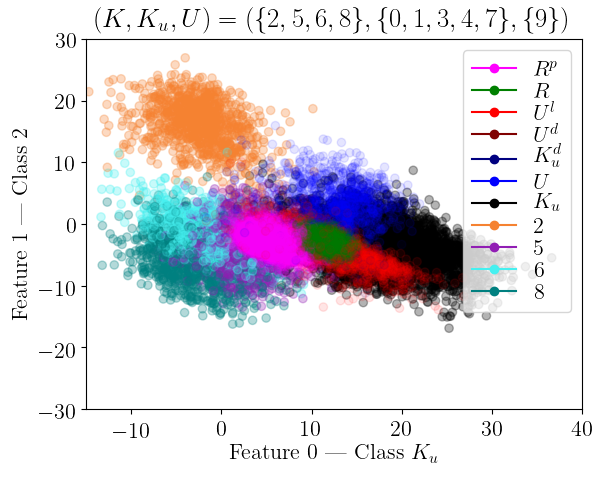 (K, K_u, U) = ({2, 5, 6, 8}, {0, 1, 3, 4, 7}, {9})
30
20
10
0
−10
−20
−30
Feature 1 — Class 2
R^p
R
U^l
U^d
K_u^d
U
K_u
2
5
6
8
−10 0 10 20 30 40
Feature 0 — Class K_u